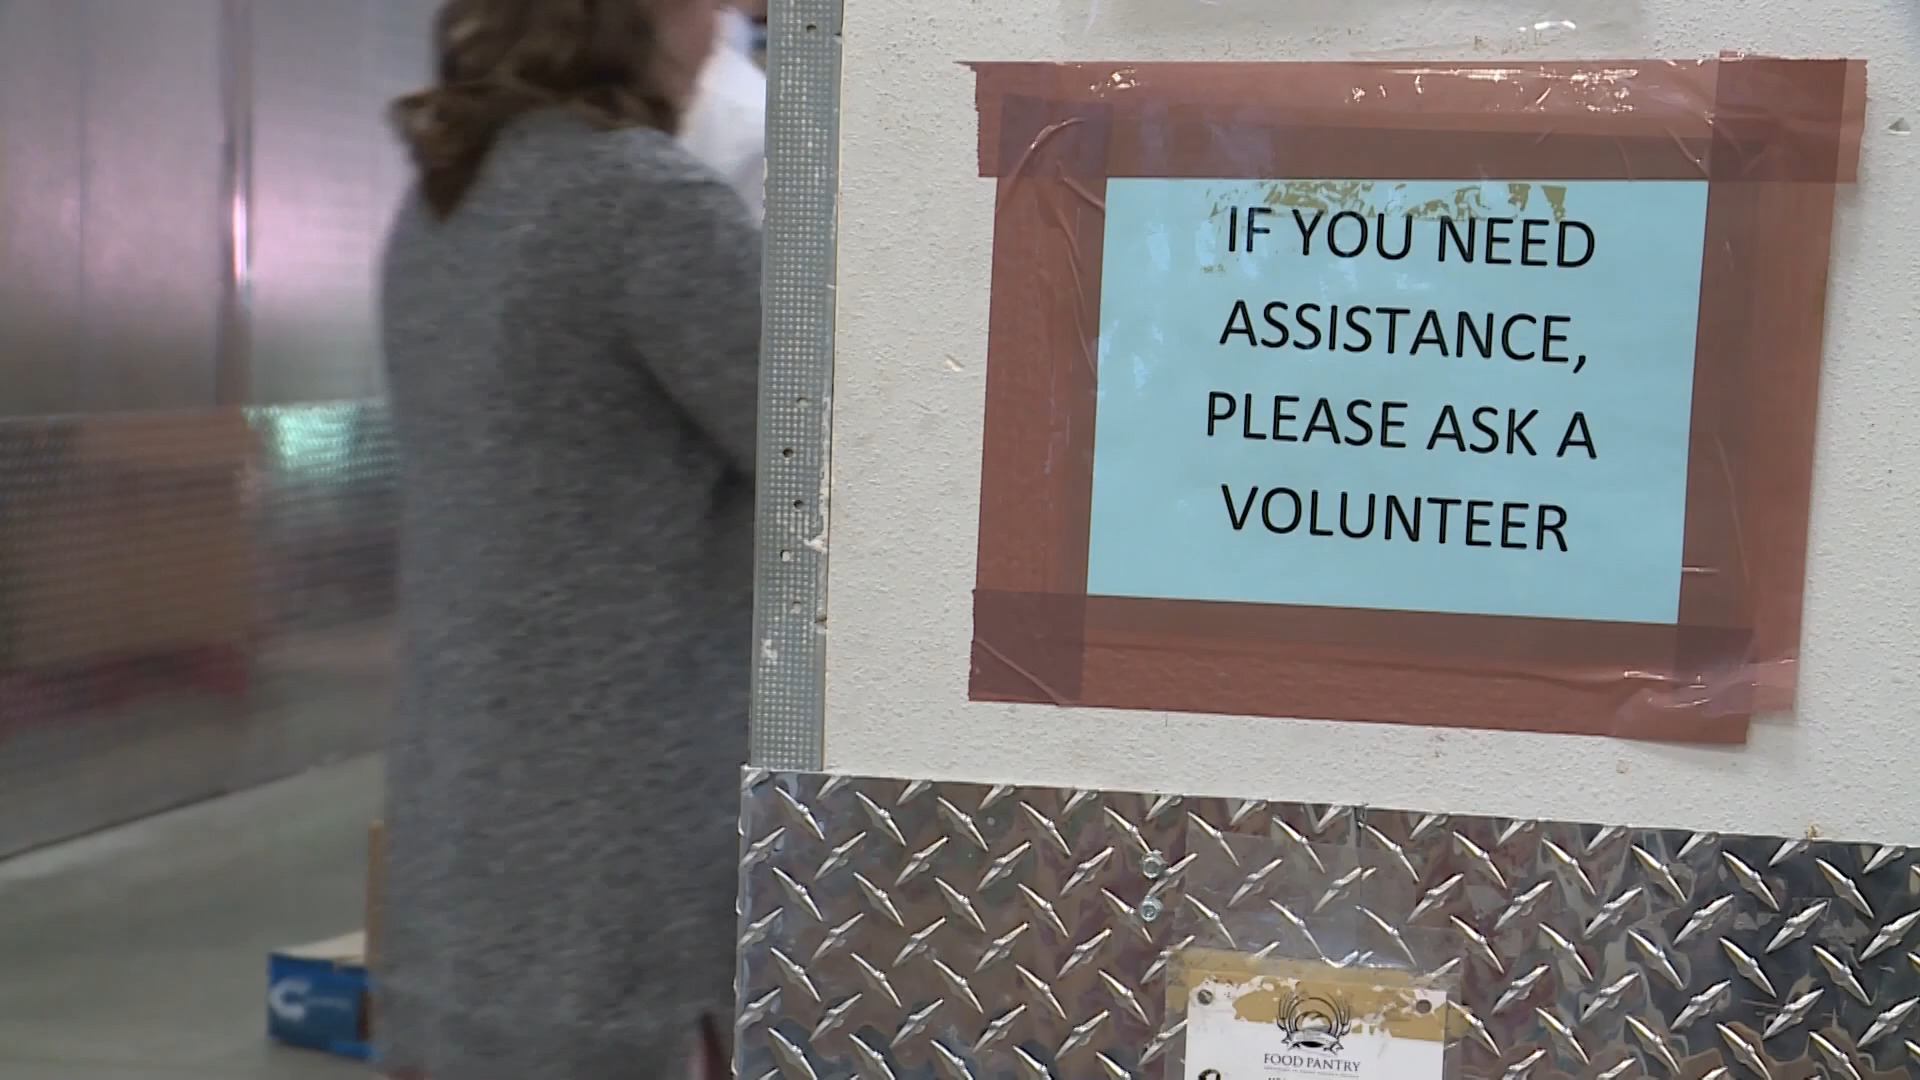 IF YOU NEED
ASSISTANCE,
PLEASE ASK A
VOLUNTEER
FOOD PANTRY